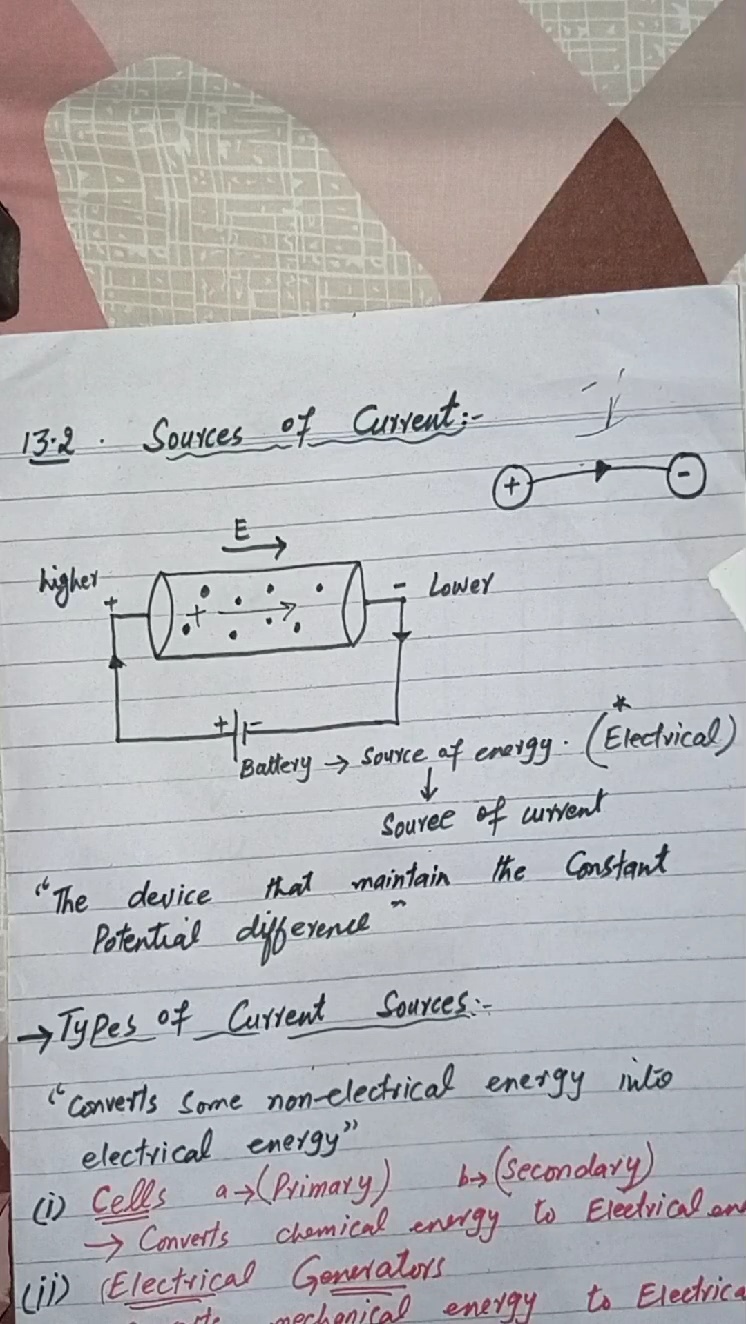 13.2. Sources of Current:-
+ -
E
higher + + - Lower
+ -
Battery → Source of energy. (Electrical) *
↓
Souree of current
“The device that maintain the Constant
Potential difference”
→ Types of Current Sources:-
“Converts Some non-electrical energy into
electrical energy”
(i) Cells a→(Primary) b→(Secondary)
→ Converts chemical energy to Electrical
(ii) (Electrical Generators
mechanical energy to Electrica